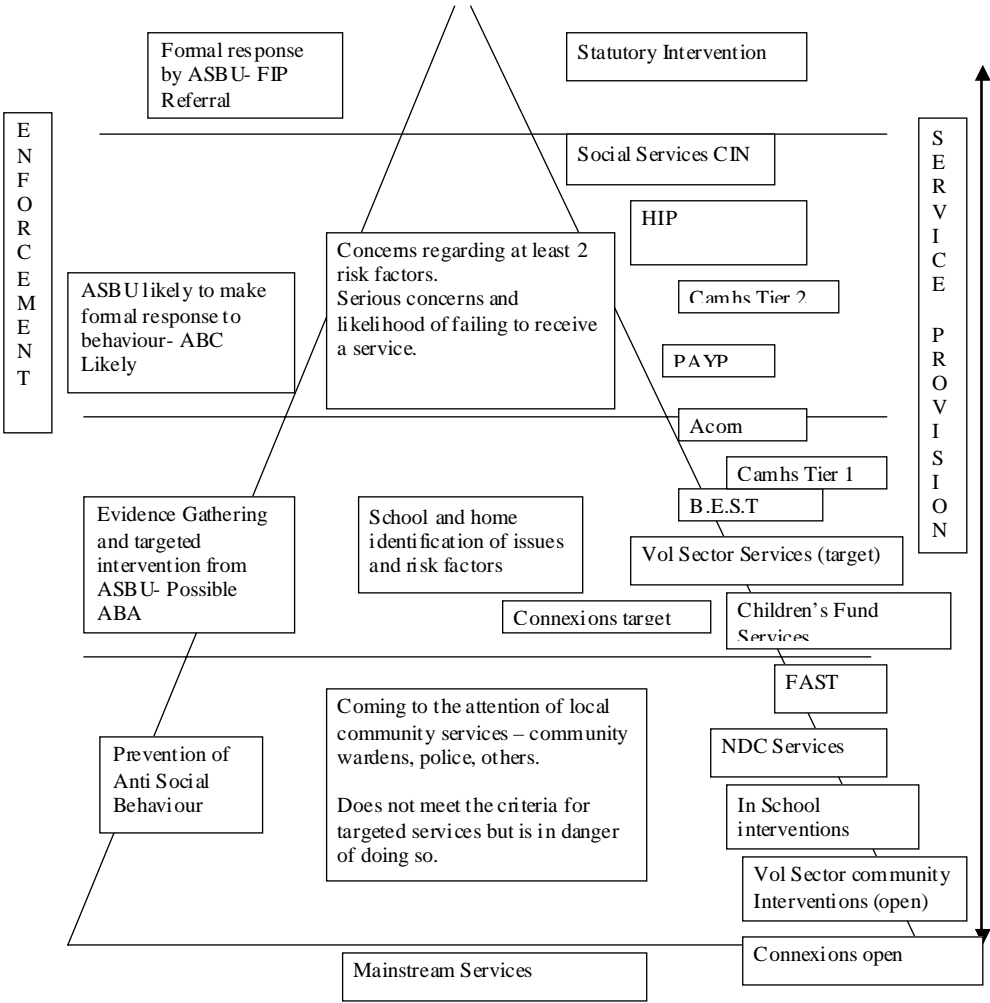 Formal response
by ASBU- FIP
Referral
Statutory Intervention
ENFORCEMENT
SERVICE PROVISION
Social Services CIN
HIP
Concerns regarding at least 2
risk factors.
Serious concerns and
likelihood of failing to receive
a service.
ASBU likely to make
formal response to
behaviour- ABC
Likely
Camhs Tier 2
PAYP
Acorn
Camhs Tier 1
B.E.S.T
Evidence Gathering
and targeted
intervention from
ASBU- Possible
ABA
School and home
identification of issues
and risk factors
Vol Sector Services (target)
Connexions target
Children's Fund
Services
FAST
Coming to the attention of local
community services – community
wardens, police, others.
Does not meet the criteria for
targeted services but is in danger
of doing so.
NDC Services
Prevention of
Anti Social
Behaviour
In School
interventions
Vol Sector community
Interventions (open)
Connexions open
Mainstream Services